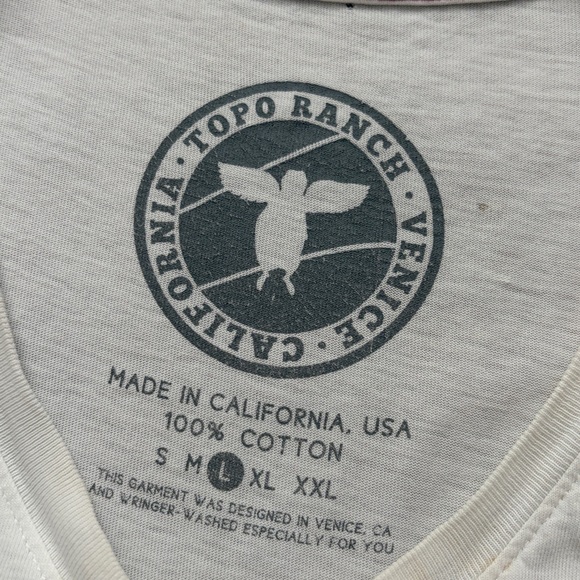 TOPO RANCH · VENICE · CALIFORNIA ·
MADE IN CALIFORNIA, USA
100% COTTON
S M L XL XXL
THIS GARMENT WAS DESIGNED IN VENICE, CA
AND WRINGER-WASHED ESPECIALLY FOR YOU